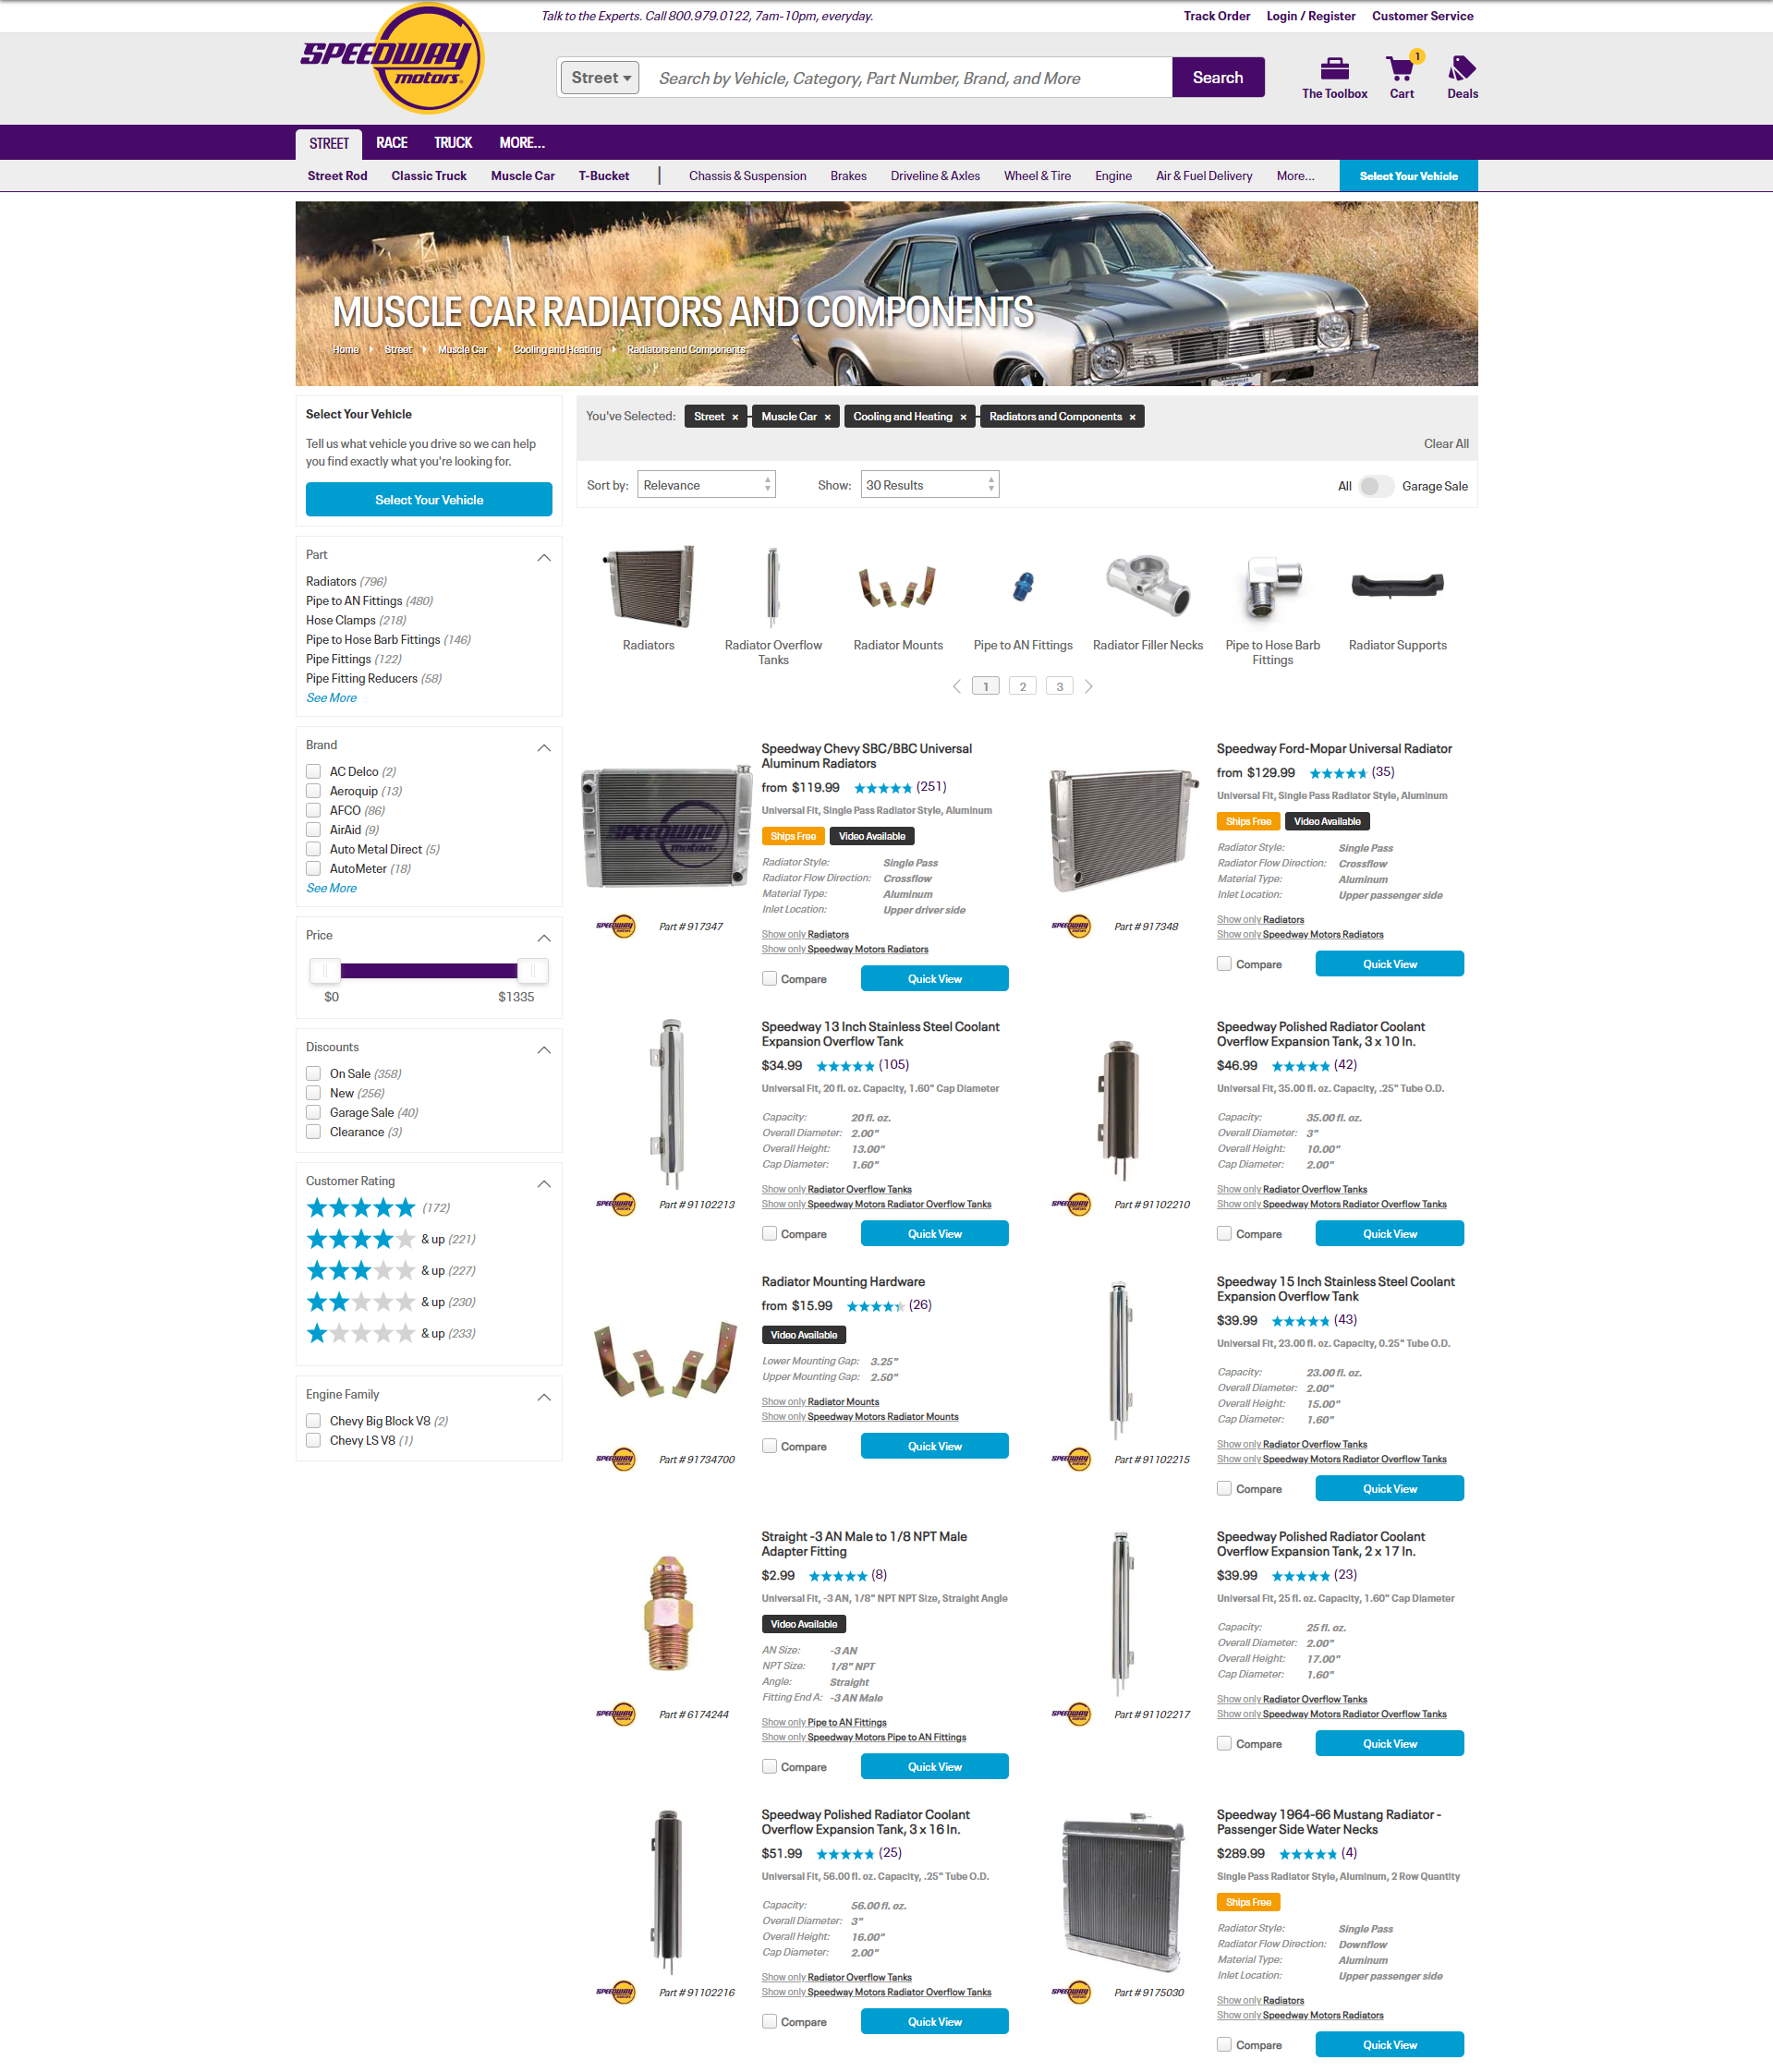 Talk to the Experts. Call 800.979.0122, 7am-10pm, everyday.
Track Order Login / Register Customer Service
SPEEDWAY
motors
Street Search by Vehicle, Category, Part Number, Brand, and More Search
1
The Toolbox Cart Deals
STREET RACE TRUCK MORE...
Street Rod Classic Truck Muscle Car T-Bucket | Chassis & Suspension Brakes Driveline & Axles Wheel & Tire Engine Air & Fuel Delivery More... Select Your Vehicle
MUSCLE CAR RADIATORS AND COMPONENTS
Home Street Muscle Car Cooling and Heating Radiators and Components
Select Your Vehicle
Tell us what vehicle you drive so we can help
you find exactly what you're looking for.
Select Your Vehicle
Part
Radiators (796)
Pipe to AN Fittings (480)
Hose Clamps (218)
Pipe to Hose Barb Fittings (146)
Pipe Fittings (122)
Pipe Fitting Reducers (58)
See More
Brand
AC Delco (2)
Aeroquip (13)
AFCO (86)
AirAid (9)
Auto Metal Direct (5)
AutoMeter (18)
See More
Price
$0 $1335
Discounts
On Sale (358)
New (256)
Garage Sale (40)
Clearance (3)
Customer Rating
(172)
& up (221)
& up (227)
& up (230)
& up (233)
Engine Family
Chevy Big Block V8 (2)
Chevy LS V8 (1)
You've Selected: Street × Muscle Car × Cooling and Heating × Radiators and Components ×
Clear All
Sort by: Relevance Show: 30 Results All Garage Sale
Radiators
Radiator Overflow
Tanks
Radiator Mounts
Pipe to AN Fittings
Radiator Filler Necks
Pipe to Hose Barb
Fittings
Radiator Supports
1 2 3
Speedway Chevy SBC/BBC Universal
Aluminum Radiators
from $119.99 (251)
Universal Fit, Single Pass Radiator Style, Aluminum
Ships Free Video Available
Radiator Style: Single Pass
Radiator Flow Direction: Crossflow
Material Type: Aluminum
Inlet Location: Upper driver side
Show only Radiators
Show only Speedway Motors Radiators
SPEEDWAY
motors
SPEEDWAY
motors
Part # 917347
Compare Quick View
Speedway Ford-Mopar Universal Radiator
from $129.99 (35)
Universal Fit, Single Pass Radiator Style, Aluminum
Ships Free Video Available
Radiator Style: Single Pass
Radiator Flow Direction: Crossflow
Material Type: Aluminum
Inlet Location: Upper passenger side
Show only Radiators
Show only Speedway Motors Radiators
SPEEDWAY
motors
Part # 917348
Compare Quick View
Speedway 13 Inch Stainless Steel Coolant
Expansion Overflow Tank
$34.99 (105)
Universal Fit, 20 fl. oz. Capacity, 1.60" Cap Diameter
Capacity: 20 fl. oz.
Overall Diameter: 2.00"
Overall Height: 13.00"
Cap Diameter: 1.60"
Show only Radiator Overflow Tanks
Show only Speedway Motors Radiator Overflow Tanks
SPEEDWAY
motors
Part # 91102213
Compare Quick View
Speedway Polished Radiator Coolant
Overflow Expansion Tank, 3 x 10 In.
$46.99 (42)
Universal Fit, 35.00 fl. oz. Capacity, .25" Tube O.D.
Capacity: 35.00 fl. oz.
Overall Diameter: 3"
Overall Height: 10.00"
Cap Diameter: 2.00"
Show only Radiator Overflow Tanks
Show only Speedway Motors Radiator Overflow Tanks
SPEEDWAY
motors
Part # 91102210
Compare Quick View
Radiator Mounting Hardware
from $15.99 (26)
Video Available
Lower Mounting Gap: 3.25"
Upper Mounting Gap: 2.50"
Show only Radiator Mounts
Show only Speedway Motors Radiator Mounts
SPEEDWAY
motors
Part # 91734700
Compare Quick View
Speedway 15 Inch Stainless Steel Coolant
Expansion Overflow Tank
$39.99 (43)
Universal Fit, 23.00 fl. oz. Capacity, 0.25" Tube O.D.
Capacity: 23.00 fl. oz.
Overall Diameter: 2.00"
Overall Height: 15.00"
Cap Diameter: 1.60"
Show only Radiator Overflow Tanks
Show only Speedway Motors Radiator Overflow Tanks
SPEEDWAY
motors
Part # 91102215
Compare Quick View
Straight -3 AN Male to 1/8 NPT Male
Adapter Fitting
$2.99 (8)
Universal Fit, -3 AN, 1/8" NPT NPT Size, Straight Angle
Video Available
AN Size: -3 AN
NPT Size: 1/8" NPT
Angle: Straight
Fitting End A: -3 AN Male
Show only Pipe to AN Fittings
Show only Speedway Motors Pipe to AN Fittings
SPEEDWAY
motors
Part # 6174244
Compare Quick View
Speedway Polished Radiator Coolant
Overflow Expansion Tank, 2 x 17 In.
$39.99 (23)
Universal Fit, 25 fl. oz. Capacity, 1.60" Cap Diameter
Capacity: 25 fl. oz.
Overall Diameter: 2.00"
Overall Height: 17.00"
Cap Diameter: 1.60"
Show only Radiator Overflow Tanks
Show only Speedway Motors Radiator Overflow Tanks
SPEEDWAY
motors
Part # 91102217
Compare Quick View
Speedway Polished Radiator Coolant
Overflow Expansion Tank, 3 x 16 In.
$51.99 (25)
Universal Fit, 56.00 fl. oz. Capacity, .25" Tube O.D.
Capacity: 56.00 fl. oz.
Overall Diameter: 3"
Overall Height: 16.00"
Cap Diameter: 2.00"
Show only Radiator Overflow Tanks
Show only Speedway Motors Radiator Overflow Tanks
SPEEDWAY
motors
Part # 91102216
Compare Quick View
Speedway 1964-66 Mustang Radiator -
Passenger Side Water Necks
$289.99 (4)
Single Pass Radiator Style, Aluminum, 2 Row Quantity
Ships Free
Radiator Style: Single Pass
Radiator Flow Direction: Downflow
Material Type: Aluminum
Inlet Location: Upper passenger side
Show only Radiators
Show only Speedway Motors Radiators
SPEEDWAY
motors
Part # 9175030
Compare Quick View